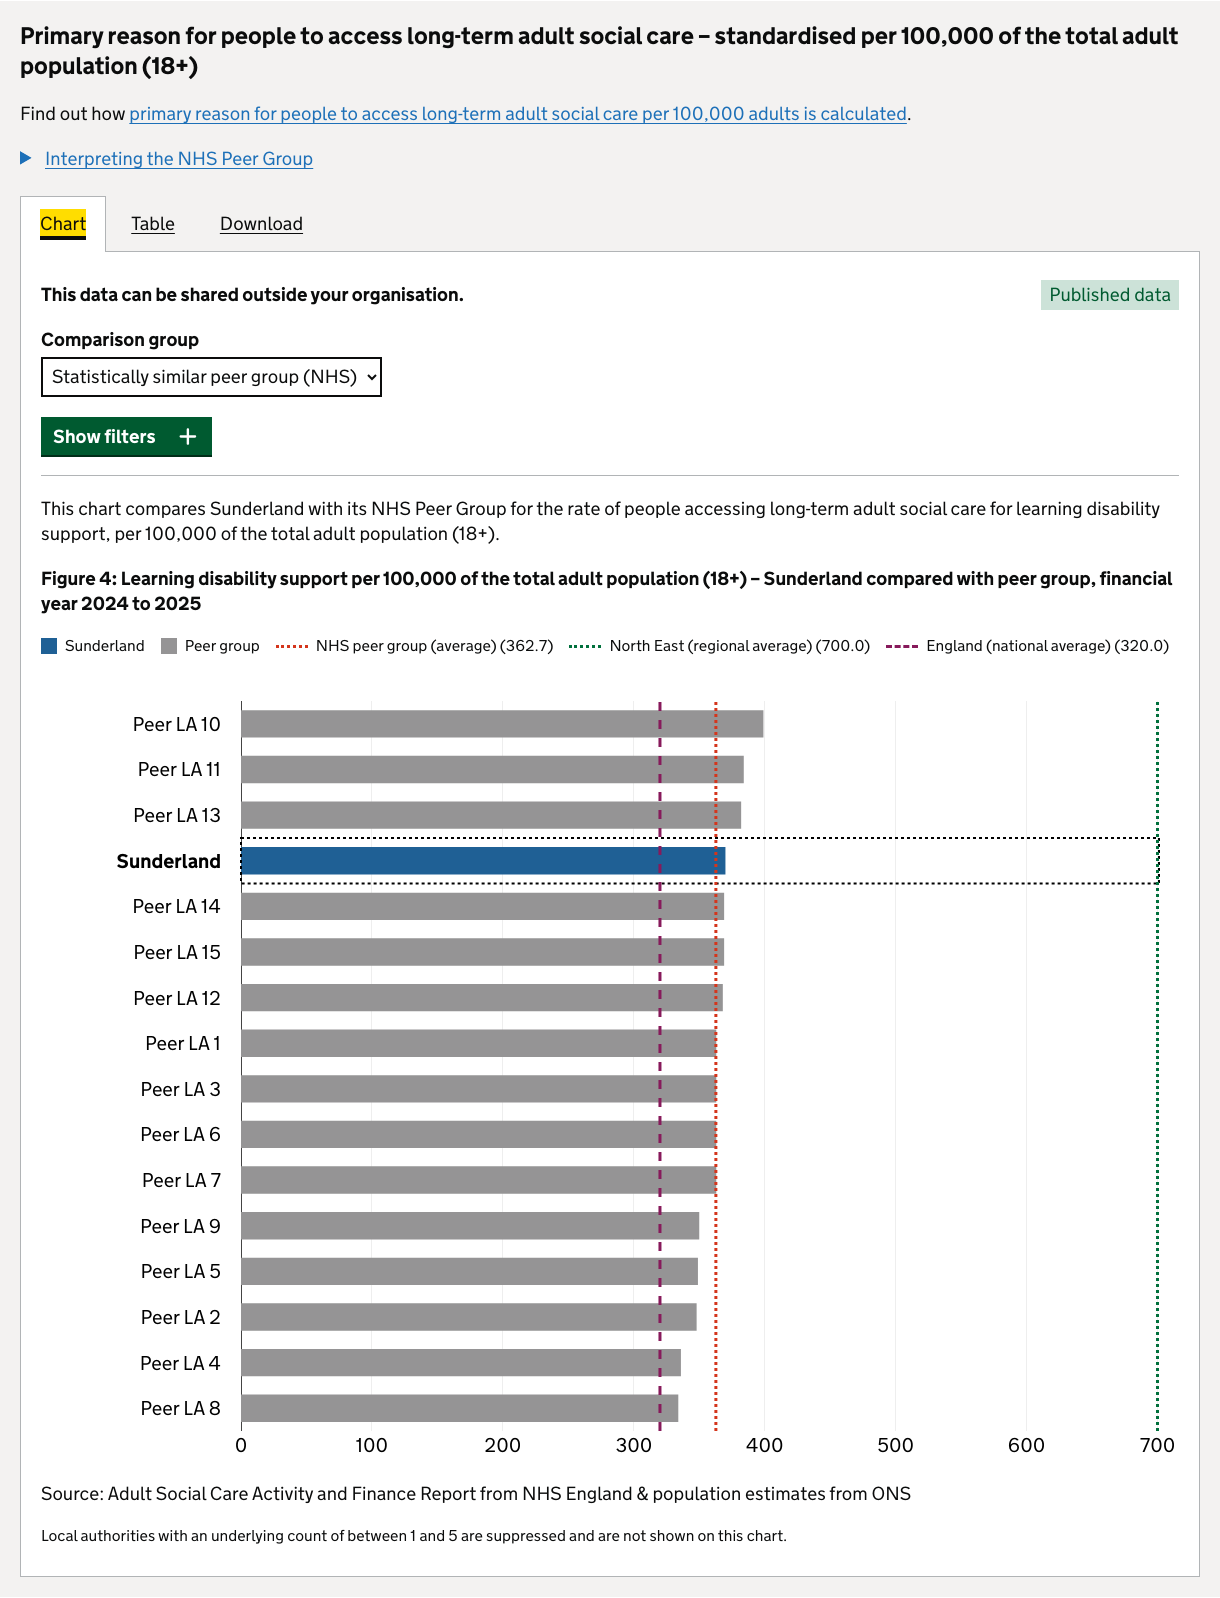 Primary reason for people to access long-term adult social care – standardised per 100,000 of the total adult
population (18+)
Find out how primary reason for people to access long-term adult social care per 100,000 adults is calculated.
Interpreting the NHS Peer Group
Chart Table Download
This data can be shared outside your organisation. Published data
Comparison group
Statistically similar peer group (NHS)
Show filters
This chart compares Sunderland with its NHS Peer Group for the rate of people accessing long-term adult social care for learning disability
support, per 100,000 of the total adult population (18+).
Figure 4: Learning disability support per 100,000 of the total adult population (18+) – Sunderland compared with peer group, financial
year 2024 to 2025
Sunderland Peer group NHS peer group (average) (362.7) North East (regional average) (700.0) England (national average) (320.0)
Peer LA 10
Peer LA 11
Peer LA 13
Sunderland
Peer LA 14
Peer LA 15
Peer LA 12
Peer LA 1
Peer LA 3
Peer LA 6
Peer LA 7
Peer LA 9
Peer LA 5
Peer LA 2
Peer LA 4
Peer LA 8
0 100 200 300 400 500 600 700
Source: Adult Social Care Activity and Finance Report from NHS England & population estimates from ONS
Local authorities with an underlying count of between 1 and 5 are suppressed and are not shown on this chart.